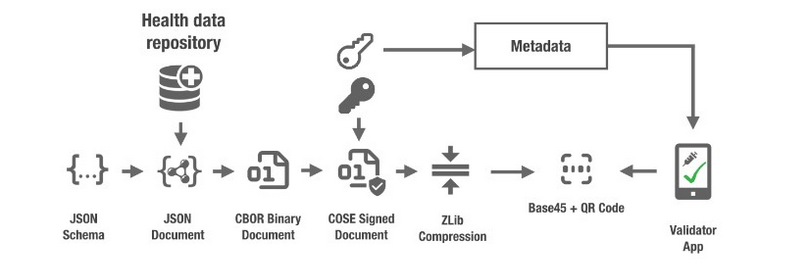 Health data
repository
Metadata
{...}
01
01
JSON
Schema
JSON
Document
CBOR Binary
Document
COSE Signed
Document
ZLib
Compression
Base45 + QR Code
Validator
App